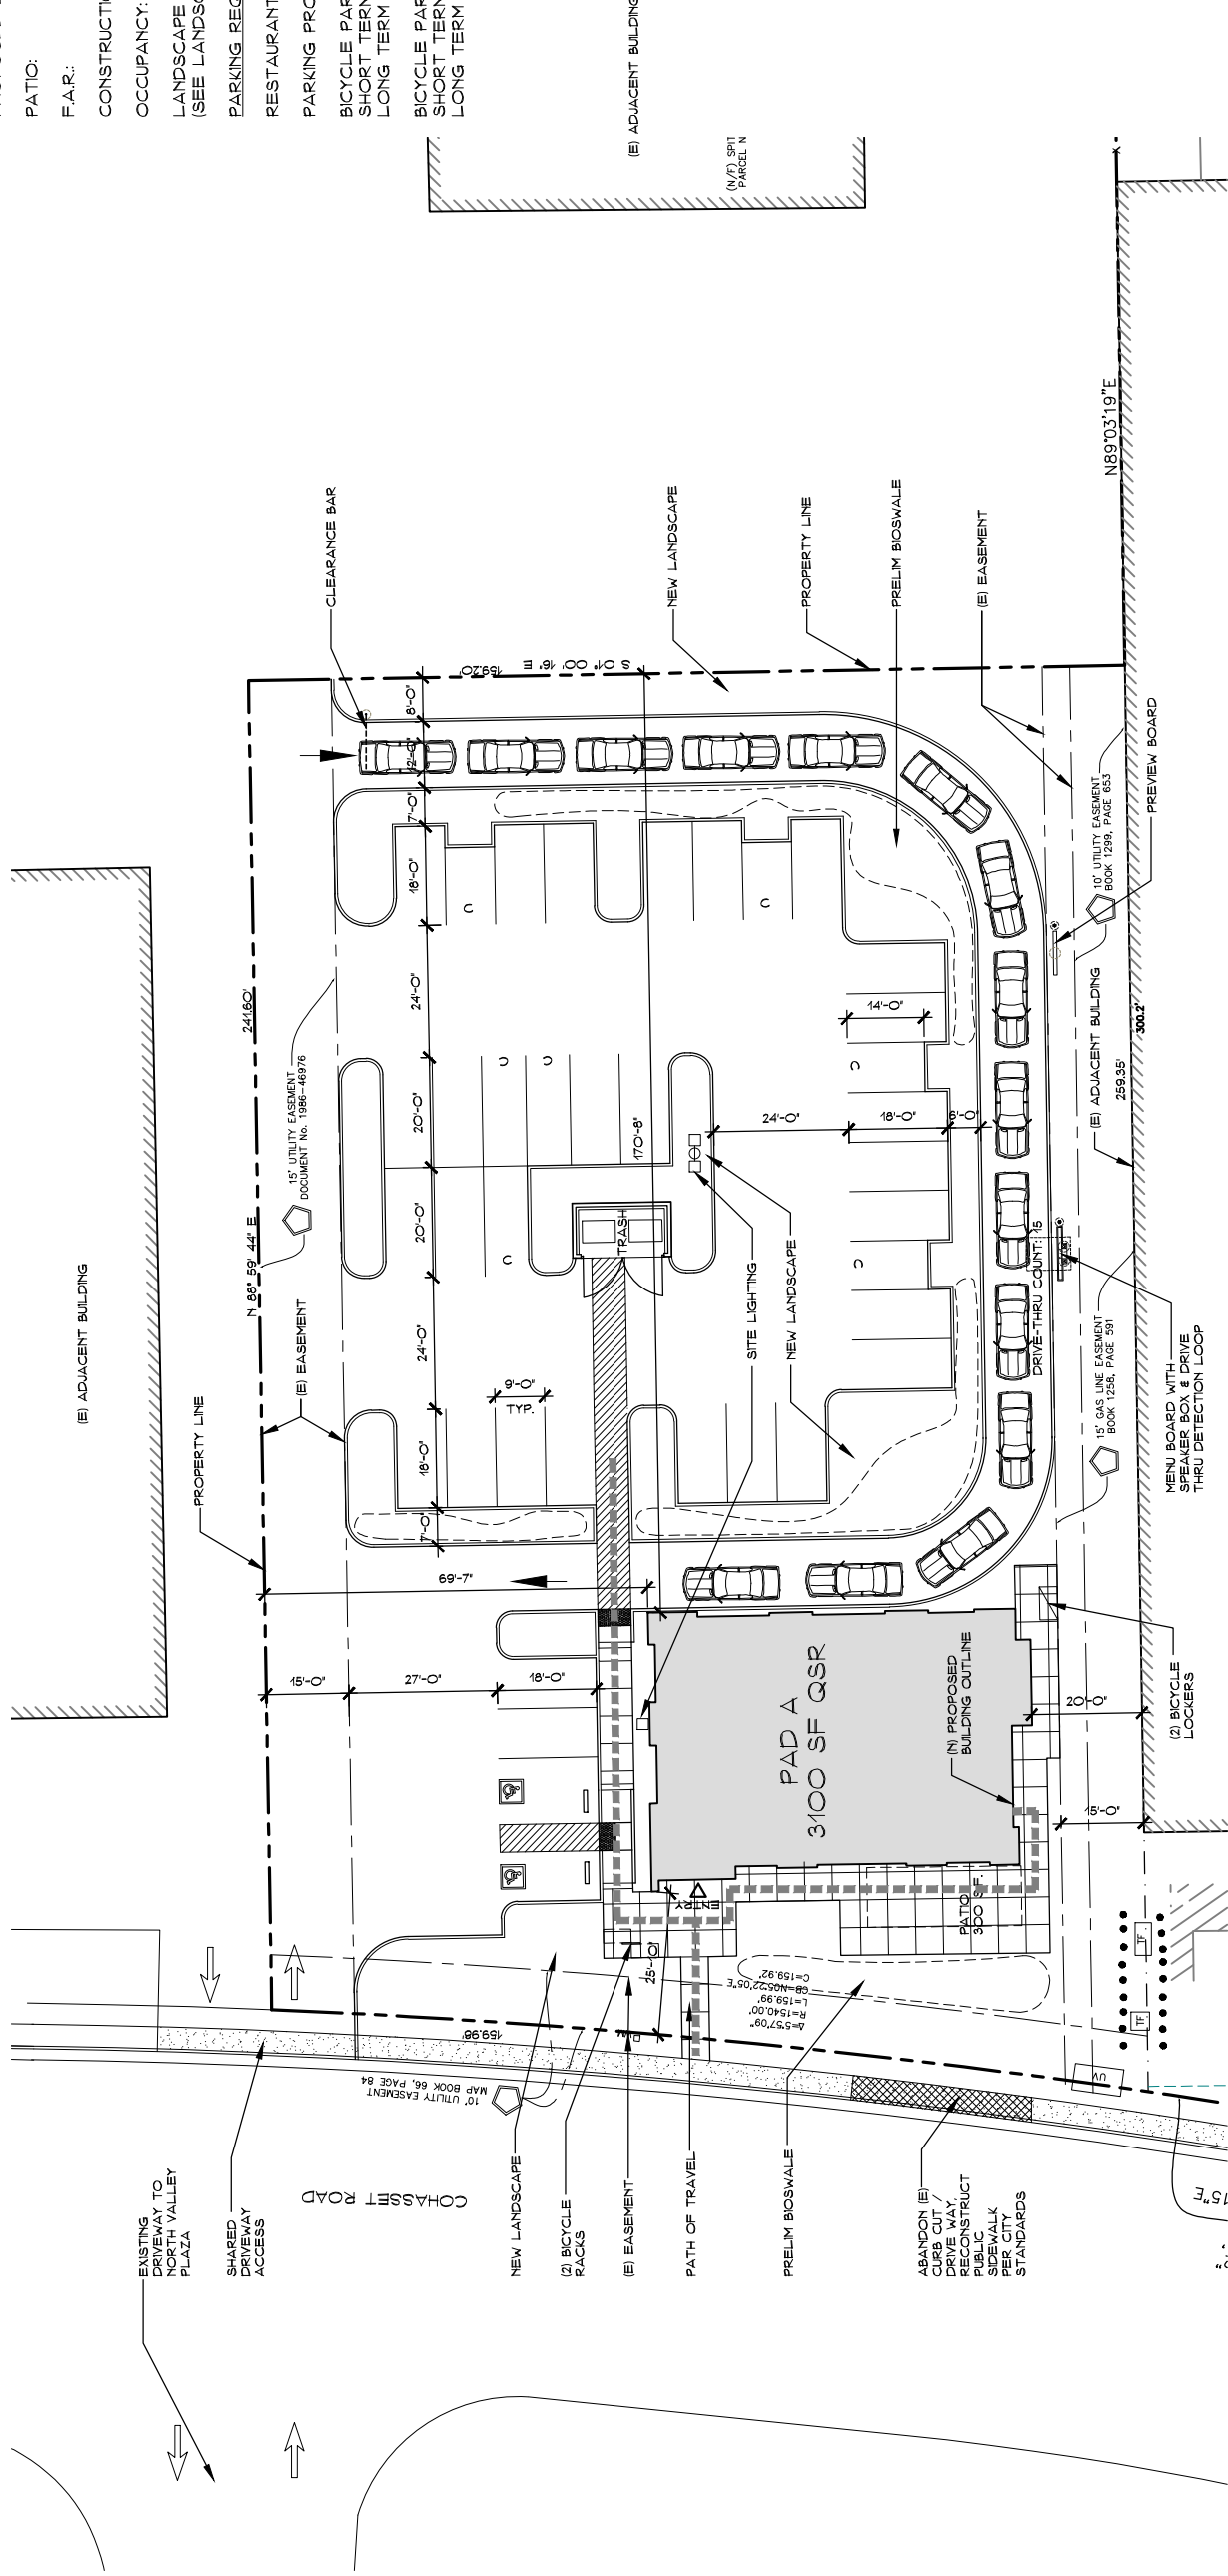 PATIO:
F.A.R.:
CONSTRUCTI
OCCUPANCY:
LANDSCAPE
(SEE LANDSC
PARKING REG
RESTAURANT
PARKING PRO
BICYCLE PAR
SHORT TERM
LONG TERM
BICYCLE PAR
SHORT TERM
LONG TERM
(E) ADJACENT BUILDING
(N/F) SPIT
PARCEL N
N89°03'19"E
CLEARANCE BAR
NEW LANDSCAPE
PROPERTY LINE
PRELIM BIOSWALE
(E) EASEMENT
PREVIEW BOARD
S 01° 00' 16" E
159.20'
8'-0"
12'-0"
7'-0"
18'-0"
24'-0"
20'-0"
20'-0"
24'-0"
18'-0"
7'-0"
C
C
C
C
C
C
C
241.60'
N 88° 59' 44" E
15' UTILITY EASEMENT
DOCUMENT No. 1986-46976
(E) ADJACENT BUILDING
(E) EASEMENT
PROPERTY LINE
10' UTILITY EASEMENT
BOOK 1299, PAGE 653
(E) ADJACENT BUILDING
300.2'
259.35'
14'-0"
24'-0"
18'-0"
6'-0"
170'-8"
TRASH
SITE LIGHTING
NEW LANDSCAPE
DRIVE-THRU COUNT: 15
15' GAS LINE EASEMENT
BOOK 1258, PAGE 591
MENU BOARD WITH
SPEAKER BOX & DRIVE
THRU DETECTION LOOP
9'-0"
TYP.
69'-7"
15'-0"
27'-0"
18'-0"
PAD A
3100 SF QSR
(N) PROPOSED
BUILDING OUTLINE
20'-0"
15'-0"
(2) BICYCLE
LOCKERS
ENTRY
PATIO
300 S.F.
25'-10"
Δ=5°57'09"
R=1540.00'
L=159.99'
CB=N05°22'05"E
C=159.92'
159.98'
TF
TF
10' UTILITY EASEMENT
MAP BOOK 66, PAGE 84
COHASSET ROAD
EXISTING
DRIVEWAY TO
NORTH VALLEY
PLAZA
SHARED
DRIVEWAY
ACCESS
NEW LANDSCAPE
(2) BICYCLE
RACKS
(E) EASEMENT
PATH OF TRAVEL
PRELIM BIOSWALE
ABANDON (E)
CURB CUT /
DRIVE WAY,
RECONSTRUCT
PUBLIC
SIDEWALK
PER CITY
STANDARDS
15"E